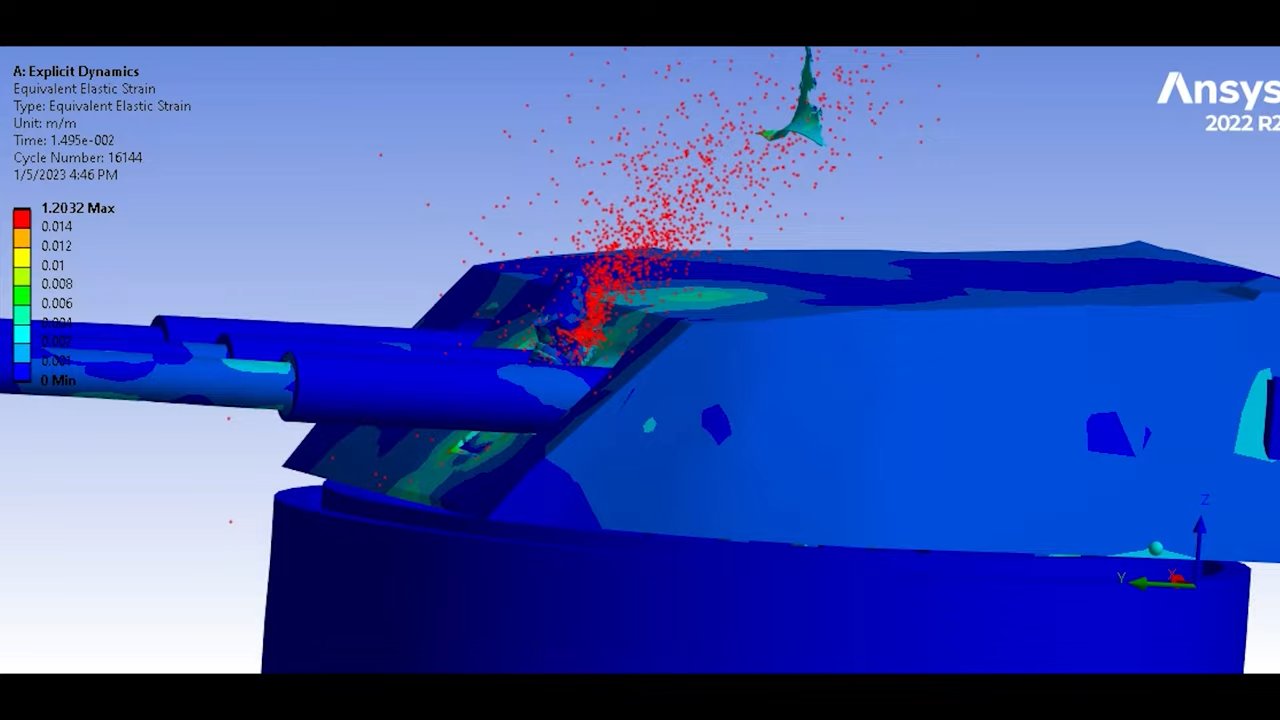 A: Explicit Dynamics
Equivalent Elastic Strain
Type: Equivalent Elastic Strain
Unit: m/m
Time: 1.495e-002
Cycle Number: 16144
1/5/2023 4:46 PM
1.2032 Max
0.014
0.012
0.01
0.008
0.006
0.004
0.002
0.001
0 Min
Ansys
2022 R2
Z
Y
X